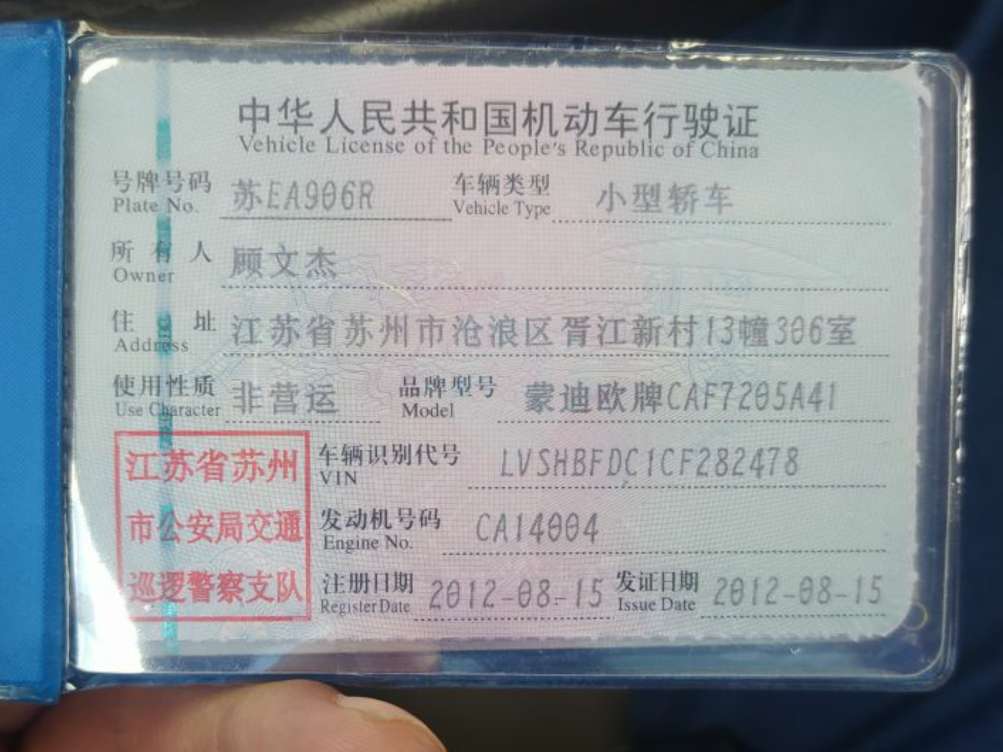 中华人民共和国机动车行驶证
Vehicle License of the People's Republic of China
号牌号码 苏EA906R 车辆类型 小型轿车
Plate No. Vehicle Type
所有人 顾文杰
Owner
住址 江苏省苏州市沧浪区胥江新村13幢306室
Address
使用性质 非营运 品牌型号 蒙迪欧牌CAF7205A41
Use Character Model
江苏省苏州 车辆识别代号 LVSHBFDC1CF282478
VIN
市公安局交通 发动机号码 CA14004
Engine No.
巡逻警察支队 注册日期 2012-08-15 发证日期 2012-08-15
Register Date Issue Date